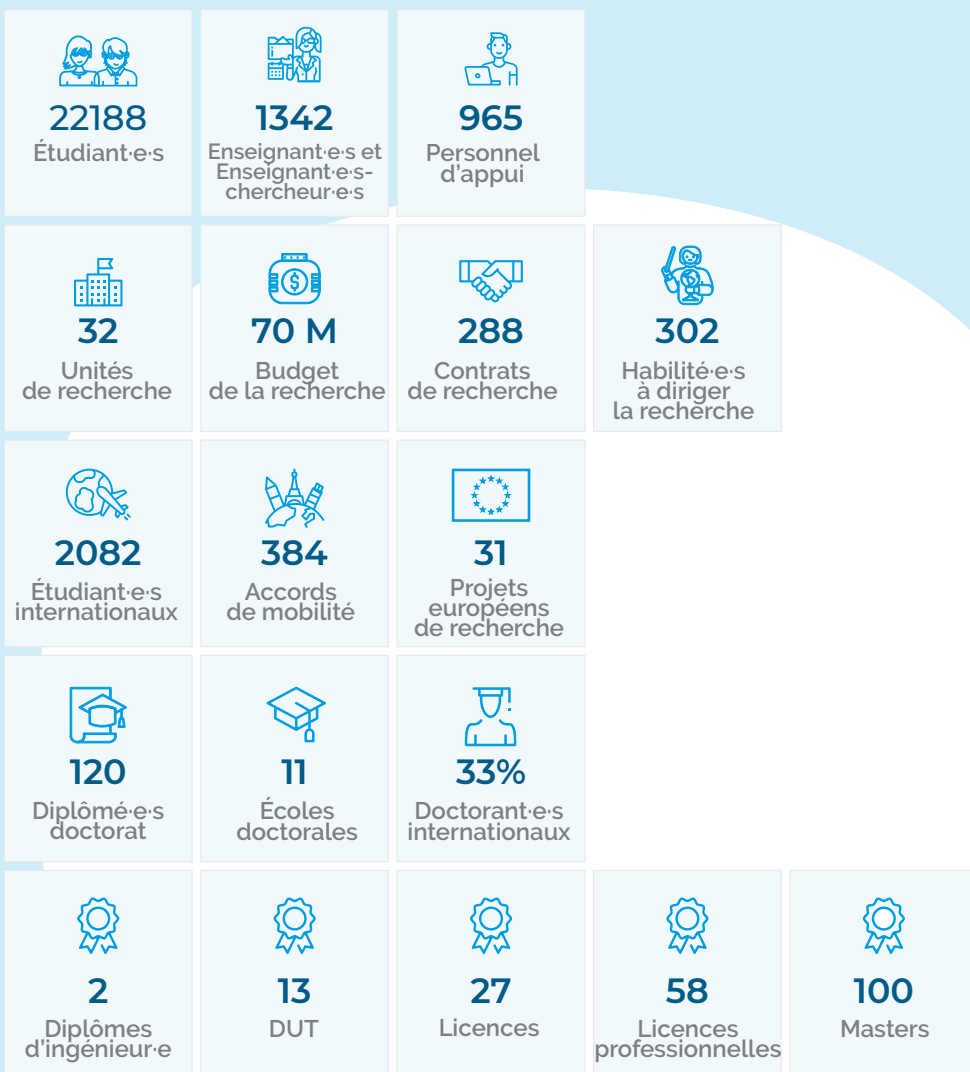 22188
Étudiant·e·s
1342
Enseignant·e·s et
Enseignant·e·s-
chercheur·e·s
965
Personnel
d'appui
32
Unités
de recherche
70 M
Budget
de la recherche
288
Contrats
de recherche
302
Habilité·e·s
à diriger
la recherche
2082
Étudiant·e·s
internationaux
384
Accords
de mobilité
31
Projets
européens
de recherche
120
Diplômé·e·s
doctorat
11
Écoles
doctorales
33%
Doctorant·e·s
internationaux
2
Diplômes
d'ingénieur·e
13
DUT
27
Licences
58
Licences
professionnelles
100
Masters